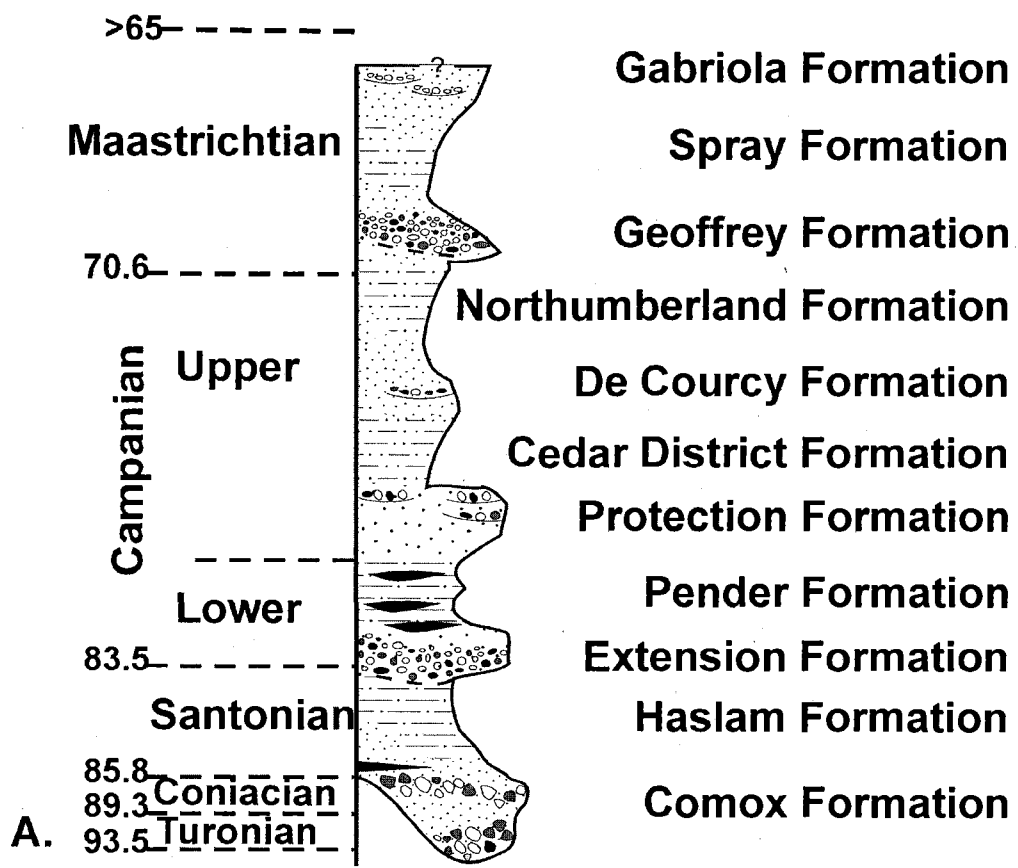 >65
?
Gabriola Formation
Maastrichtian
Spray Formation
Geoffrey Formation
70.6
Northumberland Formation
Upper
De Courcy Formation
Campanian
Cedar District Formation
Protection Formation
Lower
Pender Formation
83.5
Extension Formation
Santonian
Haslam Formation
85.8
Coniacian
Comox Formation
89.3
A.
Turonian
93.5